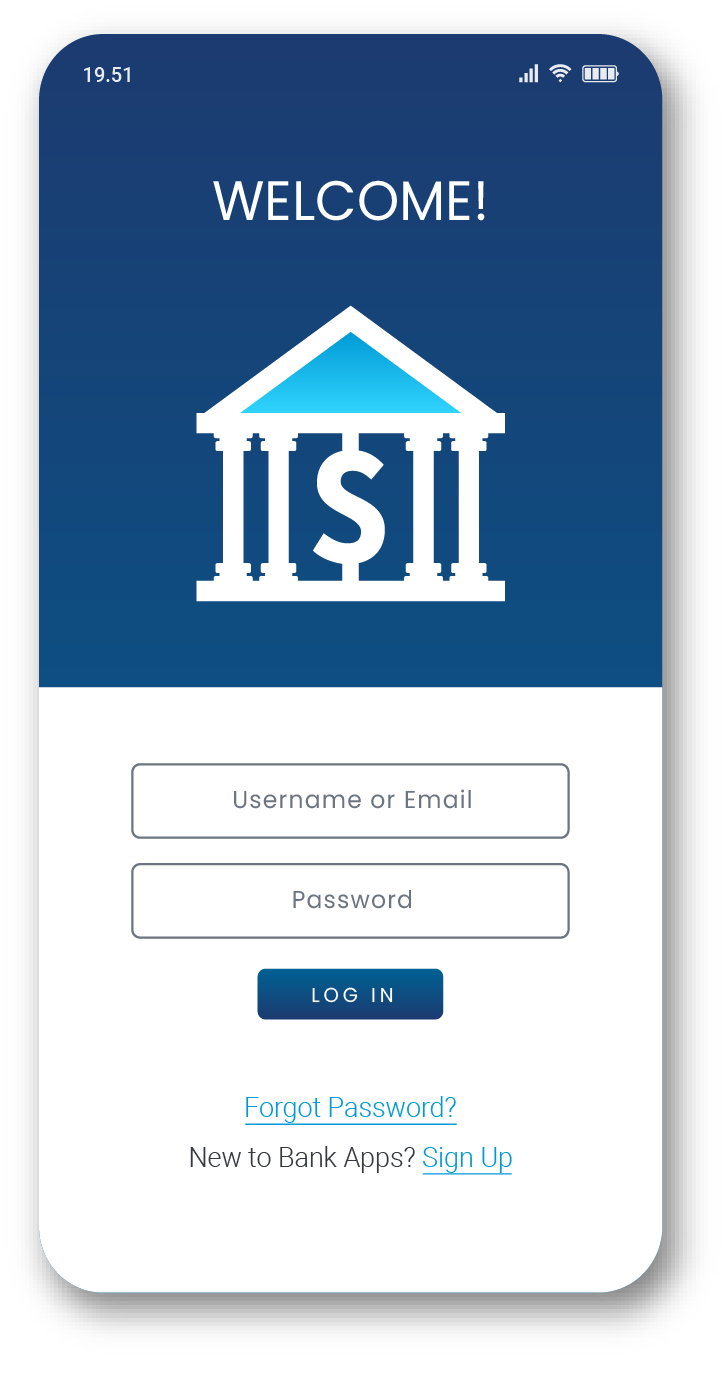 19.51
WELCOME!
$
Username or Email
Password
LOG IN
Forgot Password?
New to Bank Apps? Sign Up